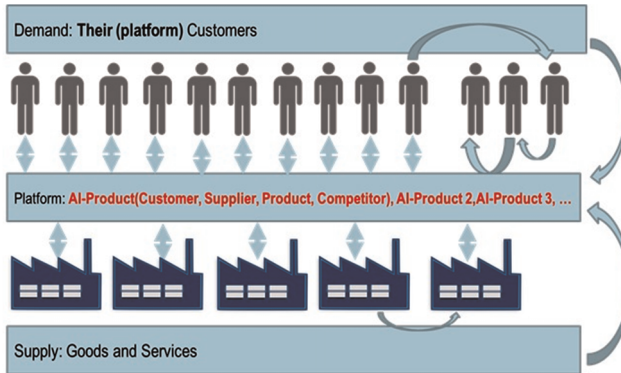 Demand: Their (platform) Customers
Platform: AI-Product(Customer, Supplier, Product, Competitor), AI-Product 2,AI-Product 3, ...
Supply: Goods and Services